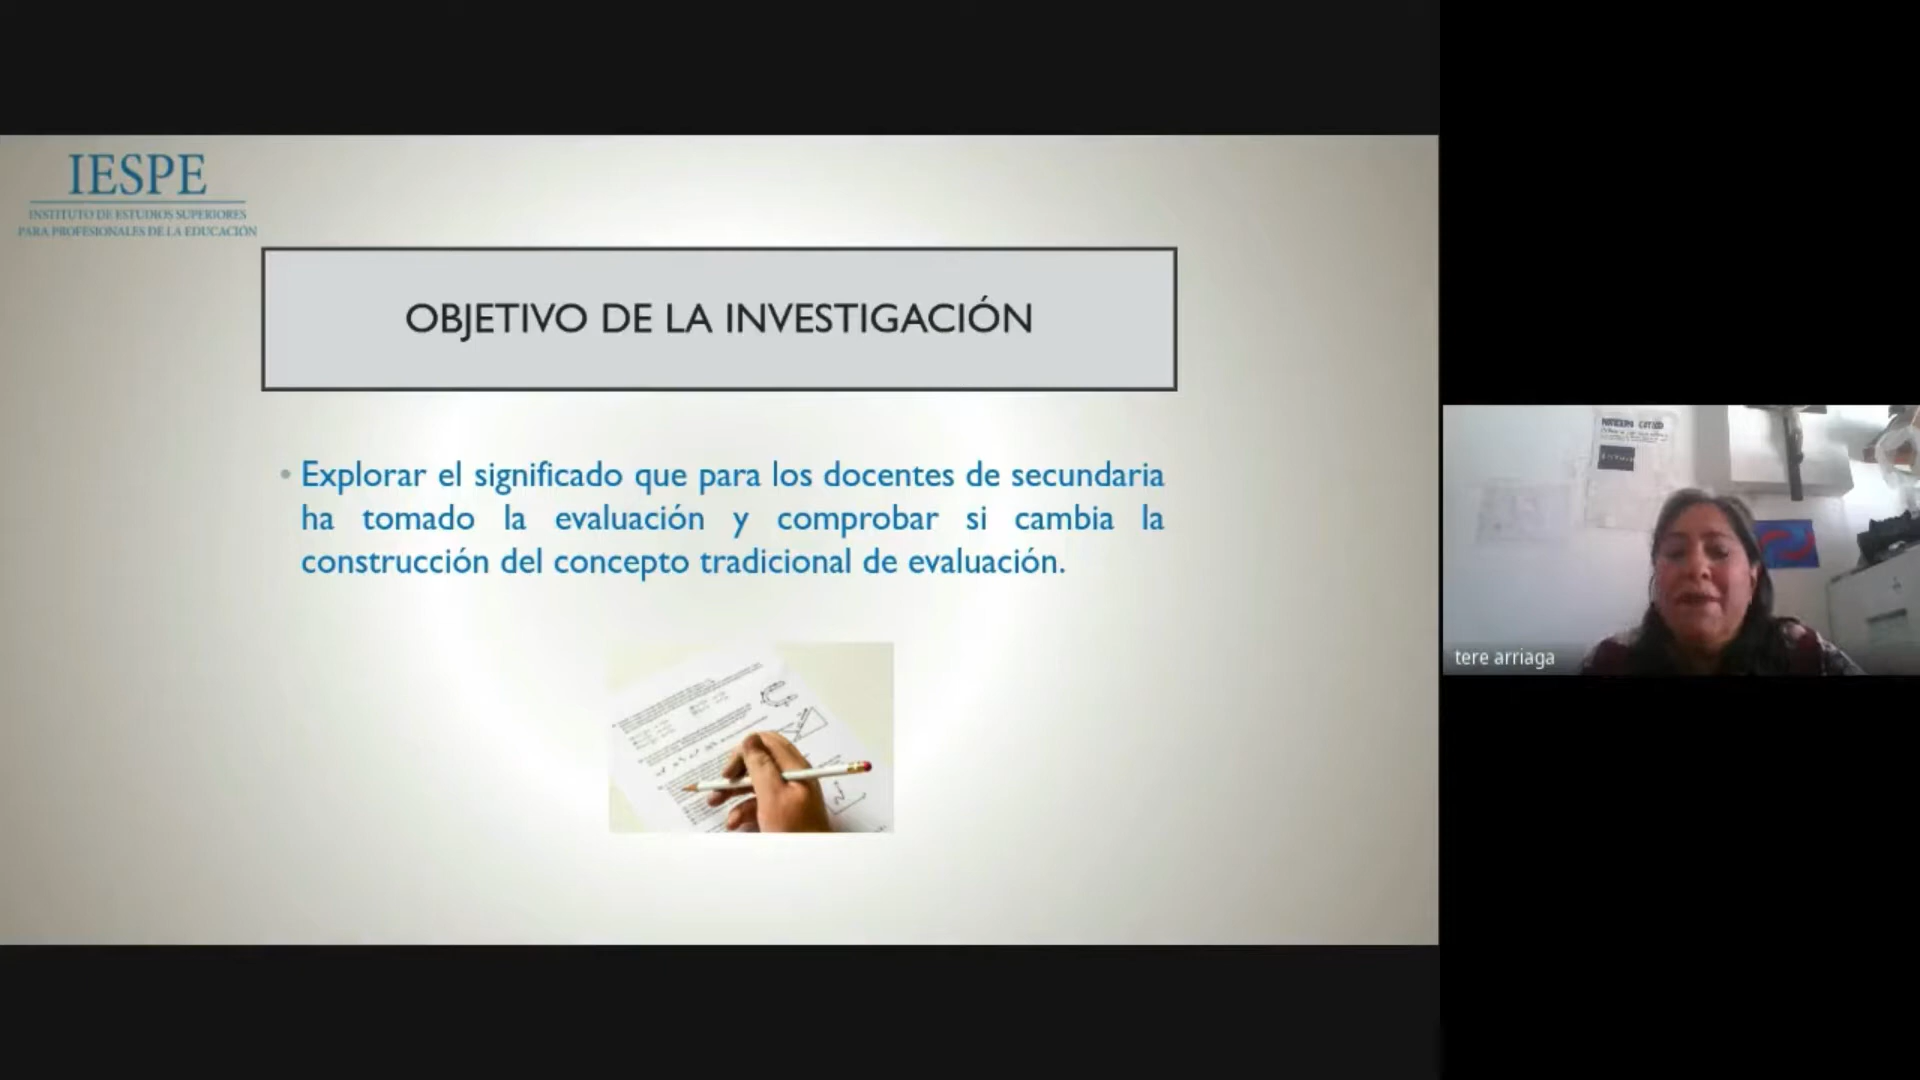 IESPE
INSTITUTO DE ESTUDIOS SUPERIORES
PARA PROFESIONALES DE LA EDUCACIÓN
OBJETIVO DE LA INVESTIGACIÓN
• Explorar el significado que para los docentes de secundaria
ha tomado la evaluación y comprobar si cambia la
construcción del concepto tradicional de evaluación.
tere arriaga